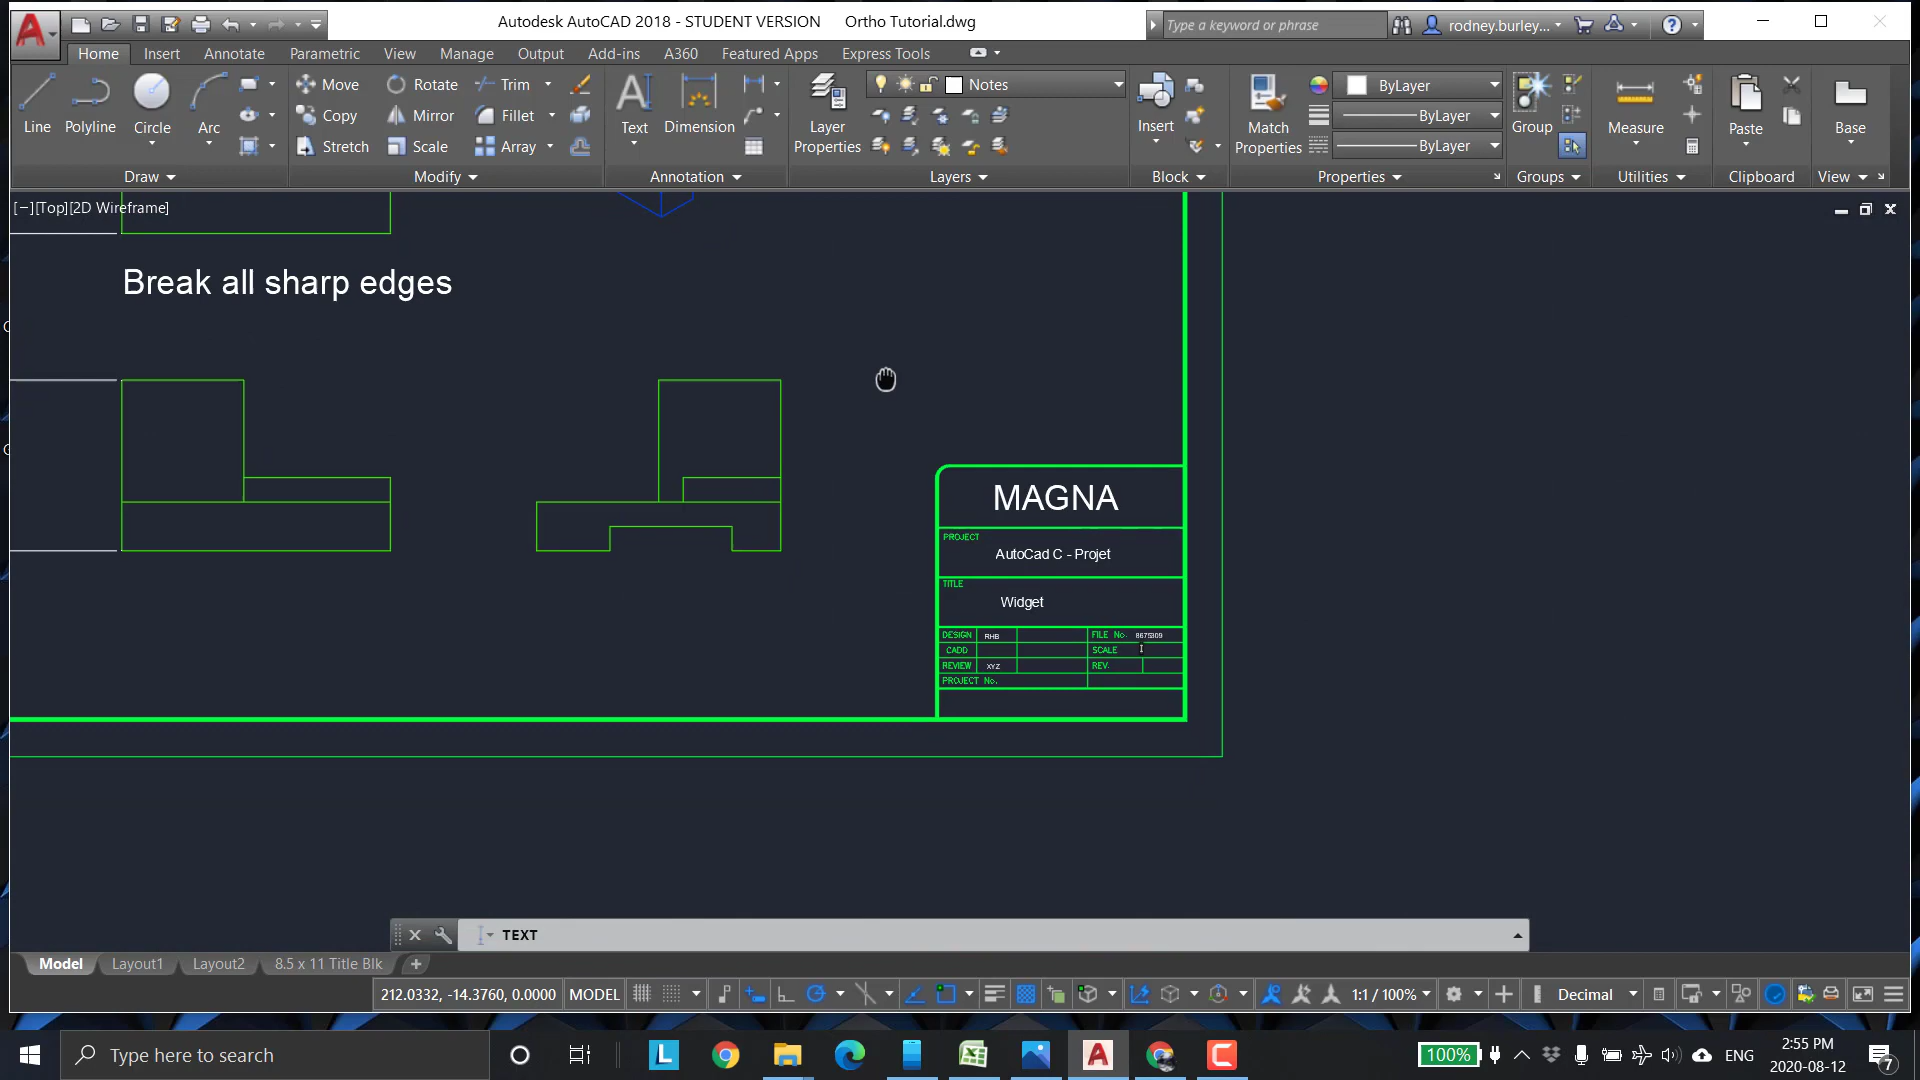 Autodesk AutoCAD 2018 - STUDENT VERSION Ortho Tutorial.dwg
Type a keyword or phrase
rodney.burley...
Home Insert Annotate Parametric View Manage Output Add-ins A360 Featured Apps Express Tools
Line Polyline Circle Arc
Move Rotate Trim
Copy Mirror Fillet
Stretch Scale Array
Text Dimension
Layer Properties
Notes
Insert
Match Properties
ByLayer
ByLayer
ByLayer
Group
Measure
Paste
Base
Draw Modify Annotation Layers Block Properties Groups Utilities Clipboard View
[−][Top][2D Wireframe]
Break all sharp edges
MAGNA
PROJECT
AutoCad C - Projet
TITLE
Widget
DESIGN RHB FILE No. 8675309
CADD SCALE
REVIEW XYZ REV.
PROJECT No.
TEXT
Model Layout1 Layout2 8.5 x 11 Title Blk +
212.0332, -14.3760, 0.0000 MODEL 1:1 / 100% Decimal
Type here to search
100% ENG
2:55 PM
2020-08-12
7